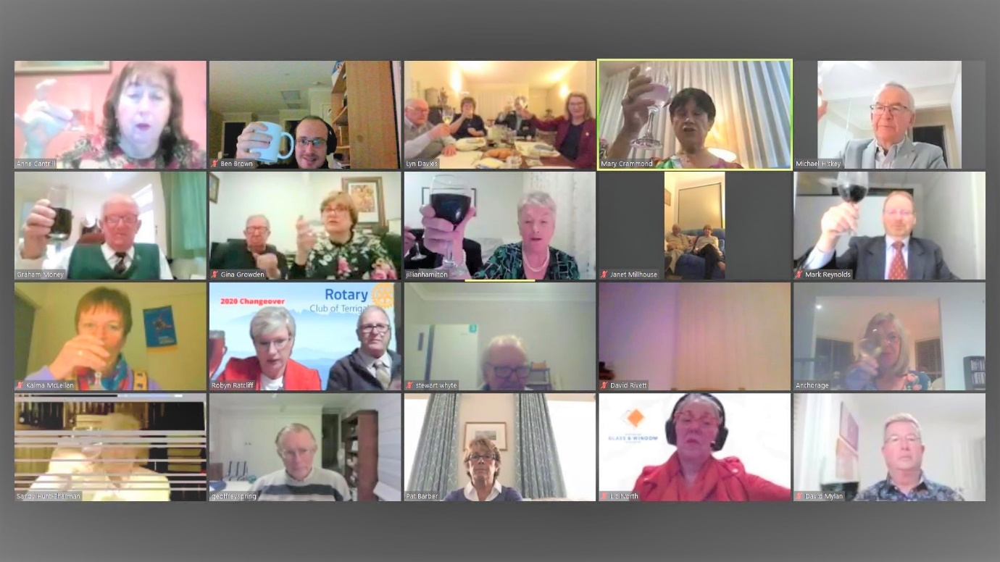 Anne Cantrill
Ben Brown
Lyn Davies
Mary Crammond
Michael Hickey
Graham Money
Gina Growden
jillianhamilton
Janet Millhouse
Mark Reynolds
2020 Changeover
Rotary
Club of Terrigal
Kalma McLellan
Robyn Ratcliff
stewart whyte
David Rivett
Anchorage
GLASS & WINDOW
Sandy Hunt-Sharman
geoffreyspring
Pat Barber
Liz North
David Mylan